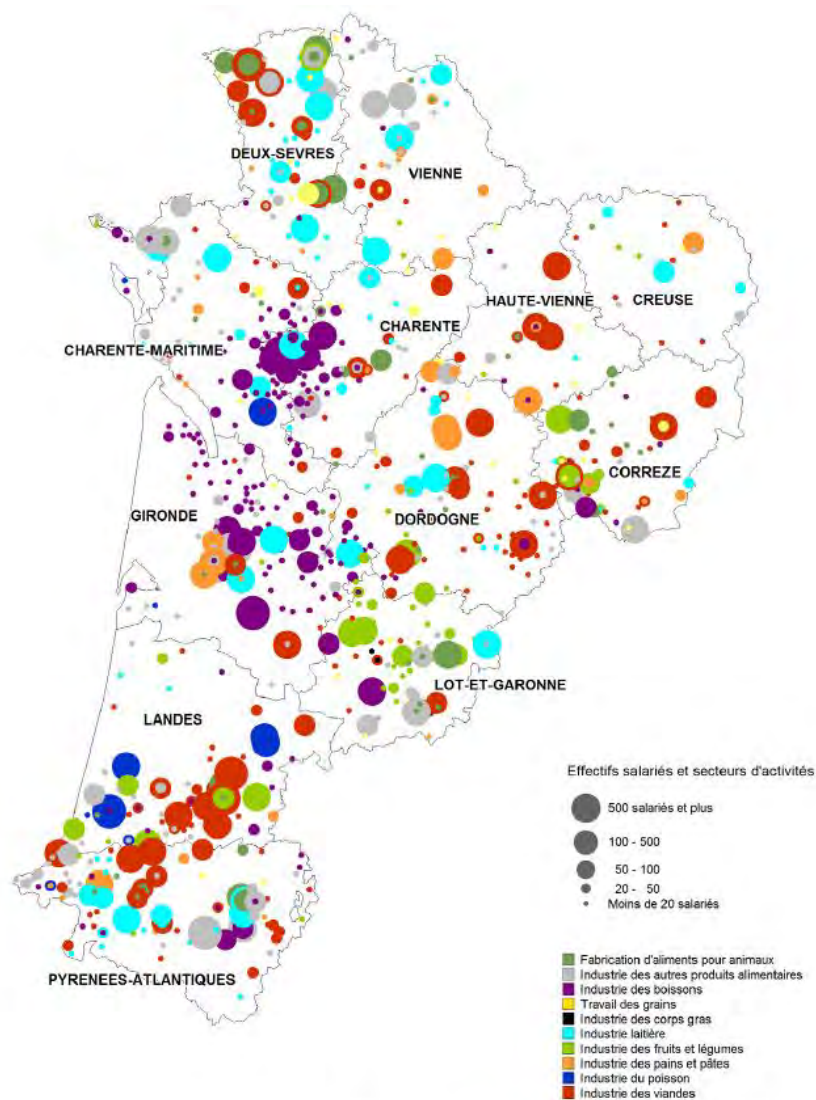 DEUX-SEVRES
VIENNE
HAUTE-VIENNE
CREUSE
CHARENTE
CHARENTE-MARITIME
CORREZE
GIRONDE
DORDOGNE
LOT-ET-GARONNE
LANDES
PYRENEES-ATLANTIQUES
Effectifs salariés et secteurs d'activités
500 salariés et plus
100 - 500
50 - 100
20 - 50
Moins de 20 salariés
Fabrication d'aliments pour animaux
Industrie des autres produits alimentaires
Industrie des boissons
Travail des grains
Industrie des corps gras
Industrie laitière
Industrie des fruits et légumes
Industrie des pains et pâtes
Industrie du poisson
Industrie des viandes